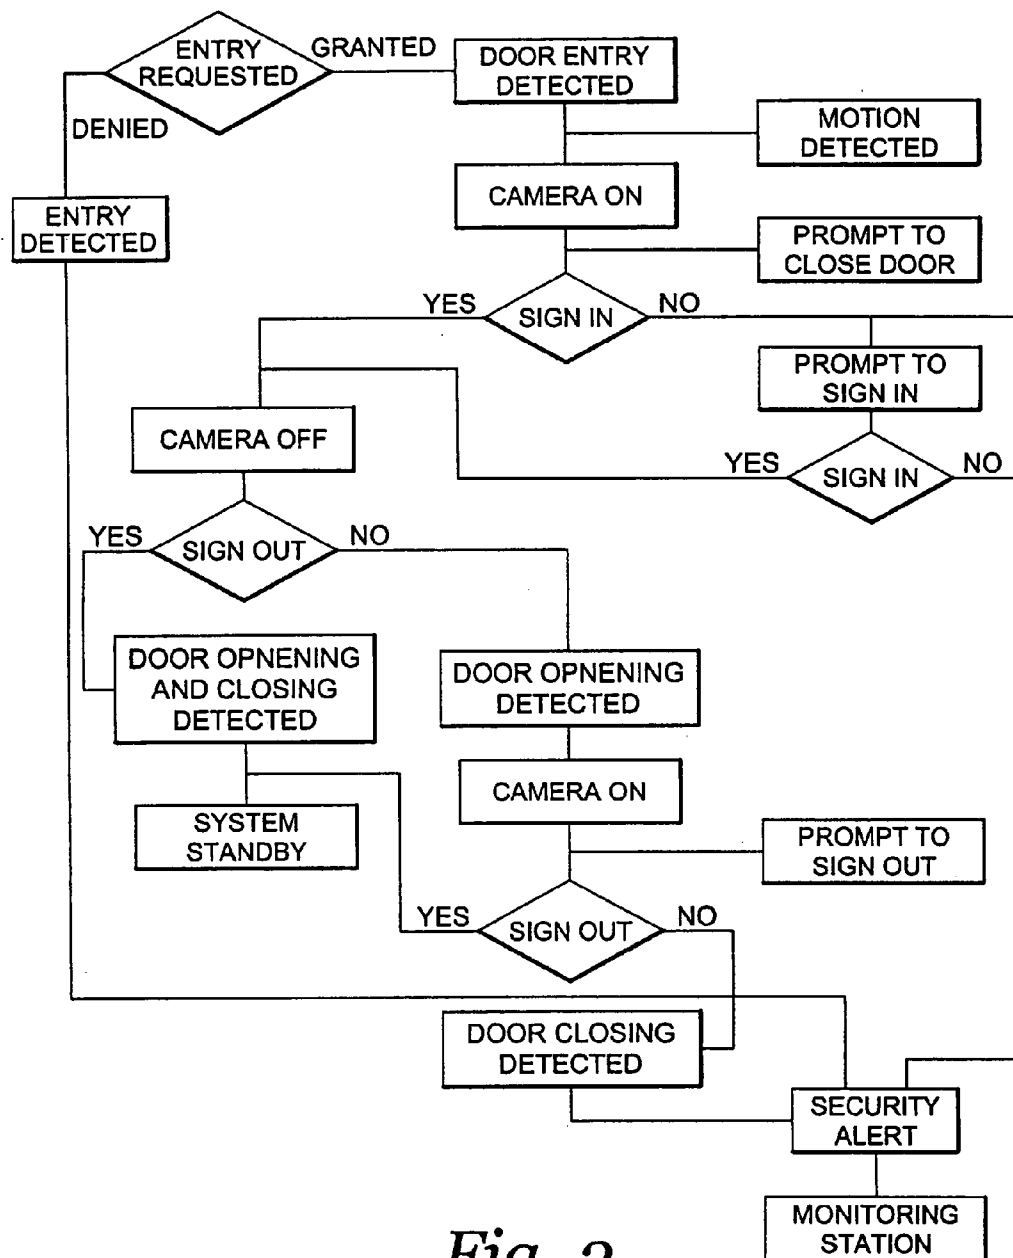 ENTRY
REQUESTED
GRANTED
DOOR ENTRY
DETECTED
DENIED
MOTION
DETECTED
CAMERA ON
ENTRY
DETECTED
PROMPT TO
CLOSE DOOR
YES
SIGN IN
NO
PROMPT TO
SIGN IN
CAMERA OFF
YES
SIGN IN
NO
YES
SIGN OUT
NO
DOOR OPNENING
AND CLOSING
DETECTED
DOOR OPNENING
DETECTED
CAMERA ON
SYSTEM
STANDBY
PROMPT TO
SIGN OUT
YES
SIGN OUT
NO
DOOR CLOSING
DETECTED
SECURITY
ALERT
MONITORING
STATION
Fig. 2